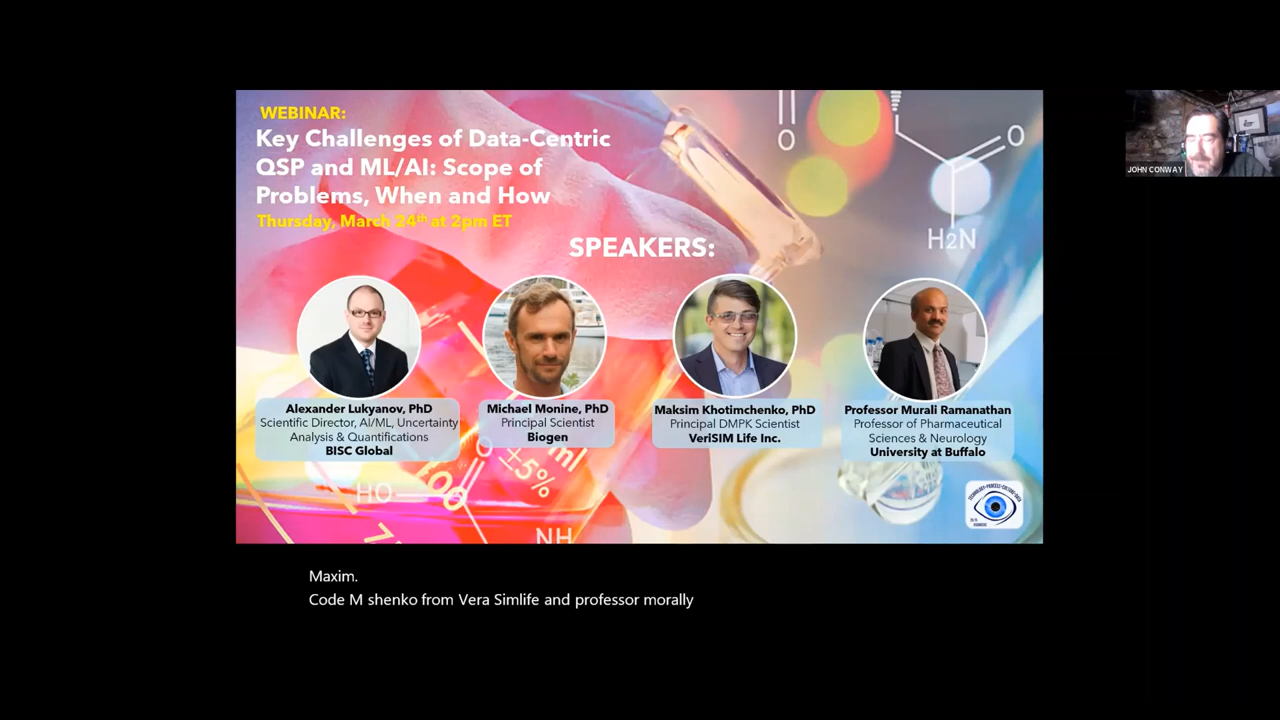 WEBINAR:
Key Challenges of Data-Centric
QSP and ML/AI: Scope of
Problems, When and How
Thursday, March 24th at 2pm ET
SPEAKERS:
O
O
H2N
JOHN CONWAY
Alexander Lukyanov, PhD
Scientific Director, AI/ML, Uncertainty
Analysis & Quantifications
BISC Global
Michael Monine, PhD
Principal Scientist
Biogen
Maksim Khotimchenko, PhD
Principal DMPK Scientist
VeriSIM Life Inc.
Professor Murali Ramanathan
Professor of Pharmaceutical
Sciences & Neurology
University at Buffalo
O
ml
±5%
100
HO
NH
Maxim.
Code M shenko from Vera Simlife and professor morally